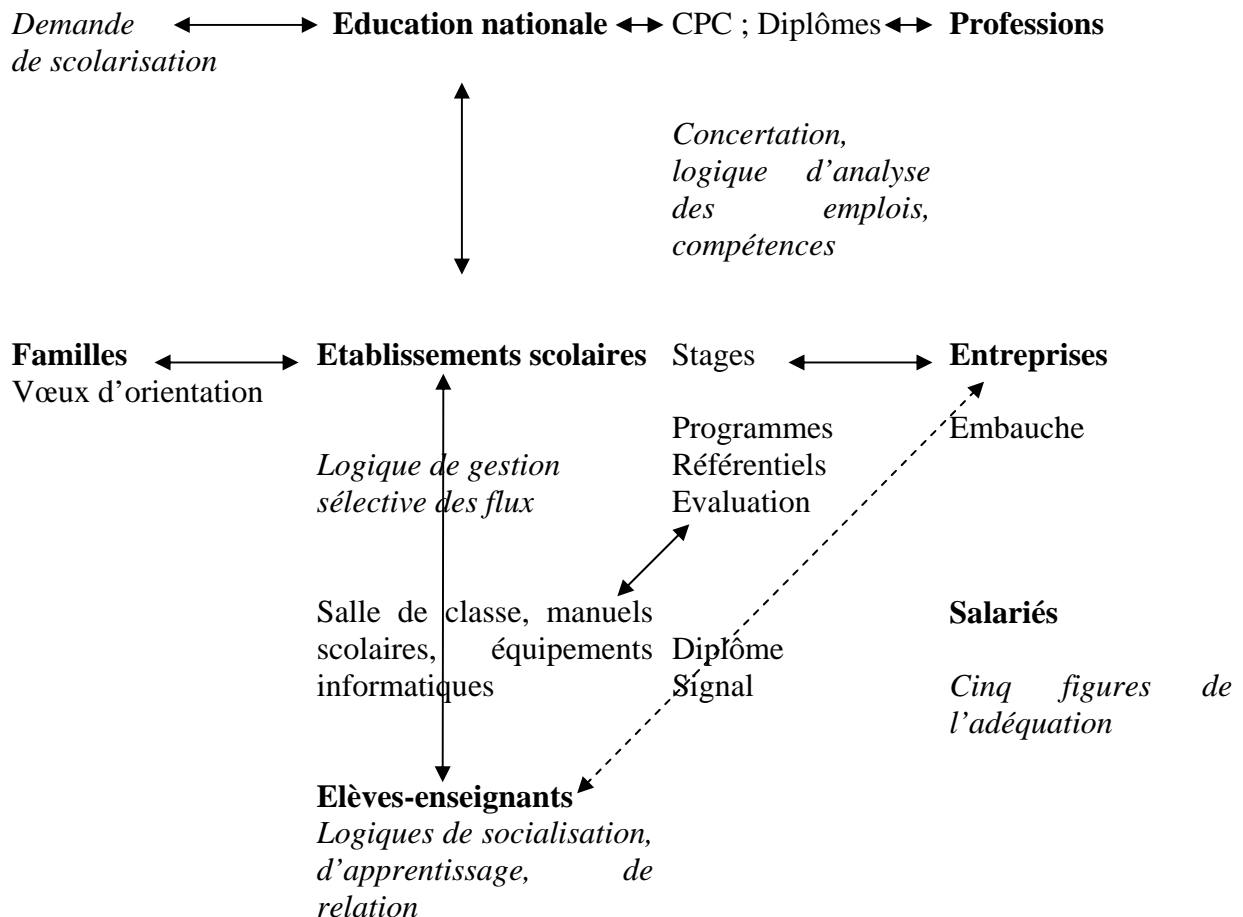 Demande Education nationale CPC ; Diplômes Professions
de scolarisation
Concertation,
logique d’analyse
des emplois,
compétences
Familles Etablissements scolaires Stages Entreprises
Vœux d’orientation
Programmes Embauche
Référentiels
Evaluation
Logique de gestion
sélective des flux
Salle de classe, manuels
scolaires, équipements
informatiques
Diplôme
Signal
Salariés
Cinq figures de
l’adéquation
Elèves-enseignants
Logiques de socialisation,
d’apprentissage, de
relation